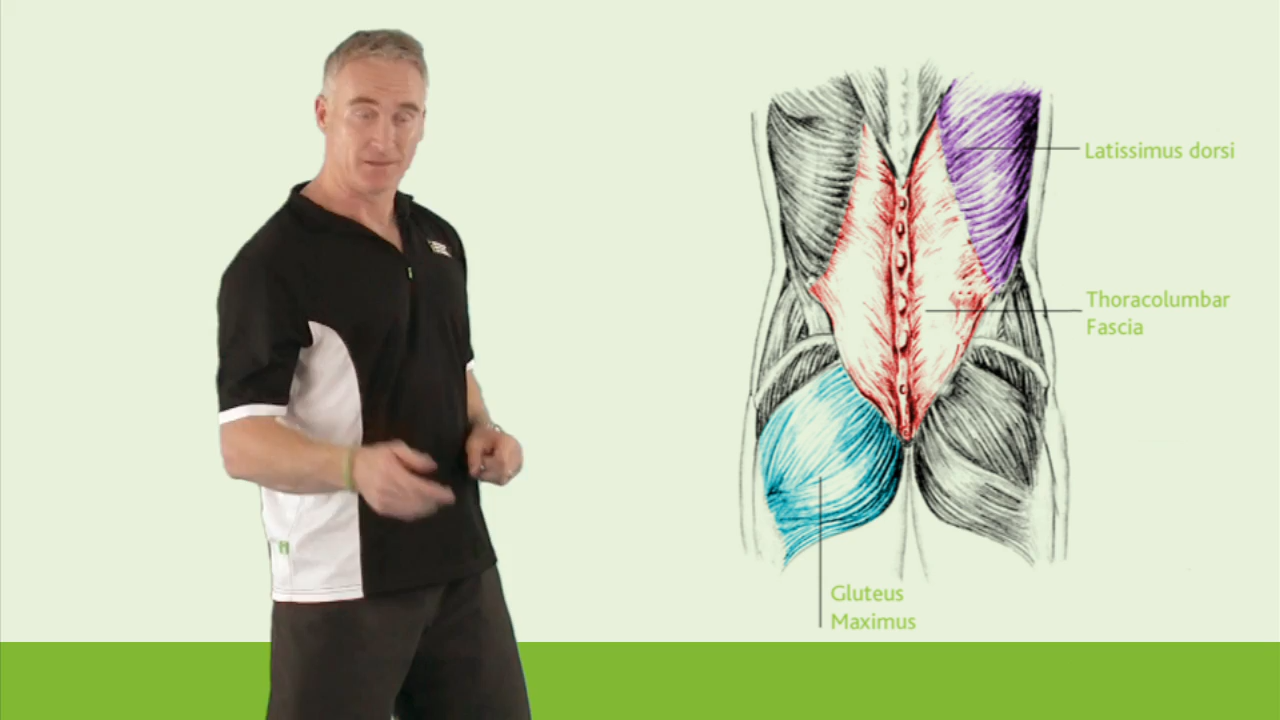 Latissimus dorsi
Thoracolumbar
Fascia
Gluteus
Maximus